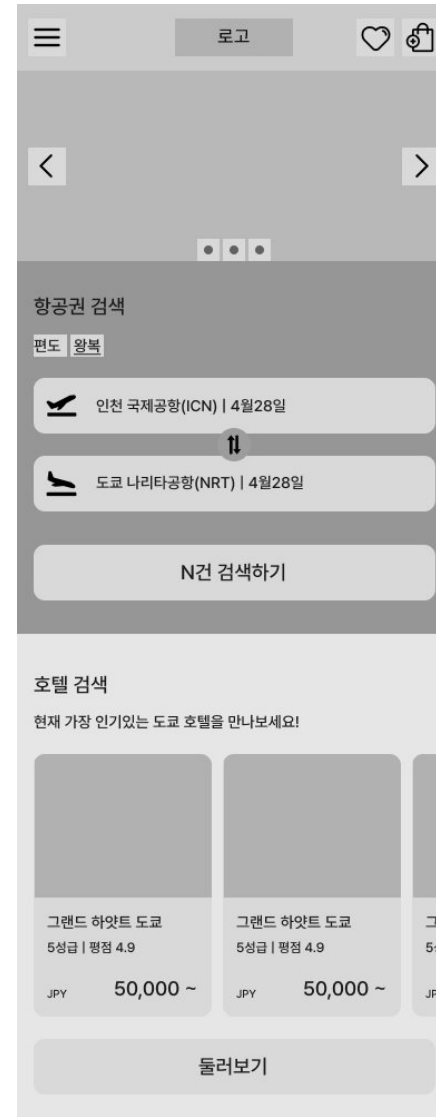 로고
항공권 검색
편도 왕복
인천 국제공항(ICN) | 4월28일
도쿄 나리타공항(NRT) | 4월28일
N건 검색하기
호텔 검색
현재 가장 인기있는 도쿄 호텔을 만나보세요!
그랜드 하얏트 도쿄
5성급 | 평점 4.9
JPY 50,000 ~
그랜드 하얏트 도쿄
5성급 | 평점 4.9
JPY 50,000 ~
둘러보기